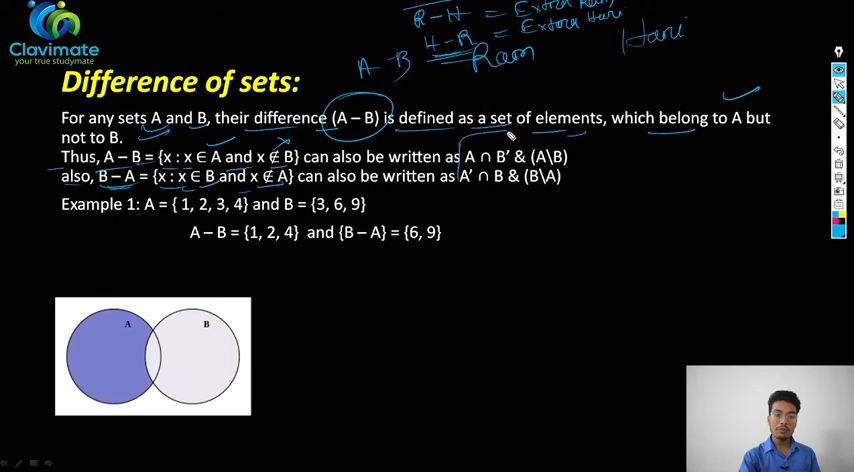 R - H = Extra Ram
H - R = Extra Hari
A B Ram Hari
Clavimate
your true studymate
Difference of sets:
For any sets A and B, their difference (A – B) is defined as a set of elements, which belong to A but
not to B.
Thus, A – B = {x : x ∈ A and x ∉ B} can also be written as A ∩ B’ & (A\B)
also, B – A = {x : x ∈ B and x ∉ A} can also be written as A’ ∩ B & (B\A)
Example 1: A = { 1, 2, 3, 4} and B = {3, 6, 9}
A – B = {1, 2, 4} and {B – A} = {6, 9}
A B